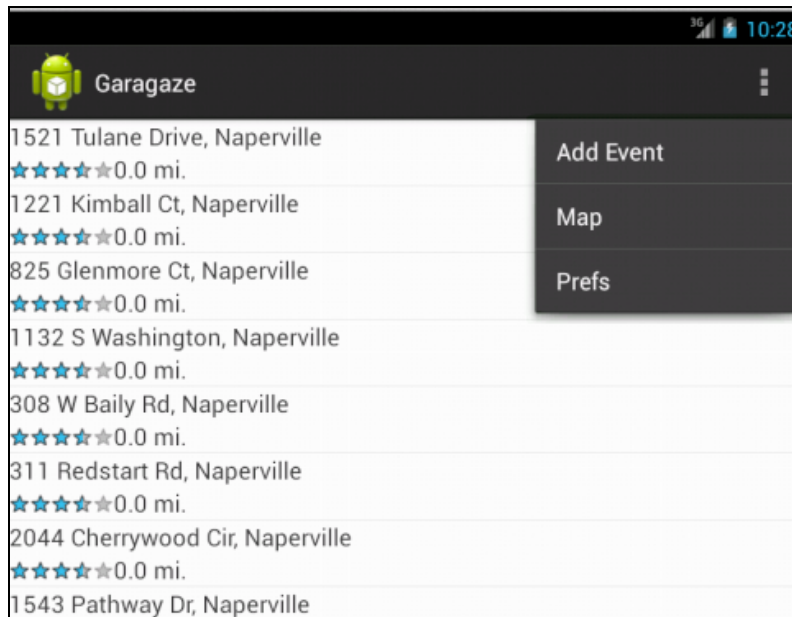 3G 10:28
Garagaze
1521 Tulane Drive, Naperville
0.0 mi.
1221 Kimball Ct, Naperville
0.0 mi.
825 Glenmore Ct, Naperville
0.0 mi.
1132 S Washington, Naperville
0.0 mi.
308 W Baily Rd, Naperville
0.0 mi.
311 Redstart Rd, Naperville
0.0 mi.
2044 Cherrywood Cir, Naperville
0.0 mi.
1543 Pathway Dr, Naperville
Add Event
Map
Prefs